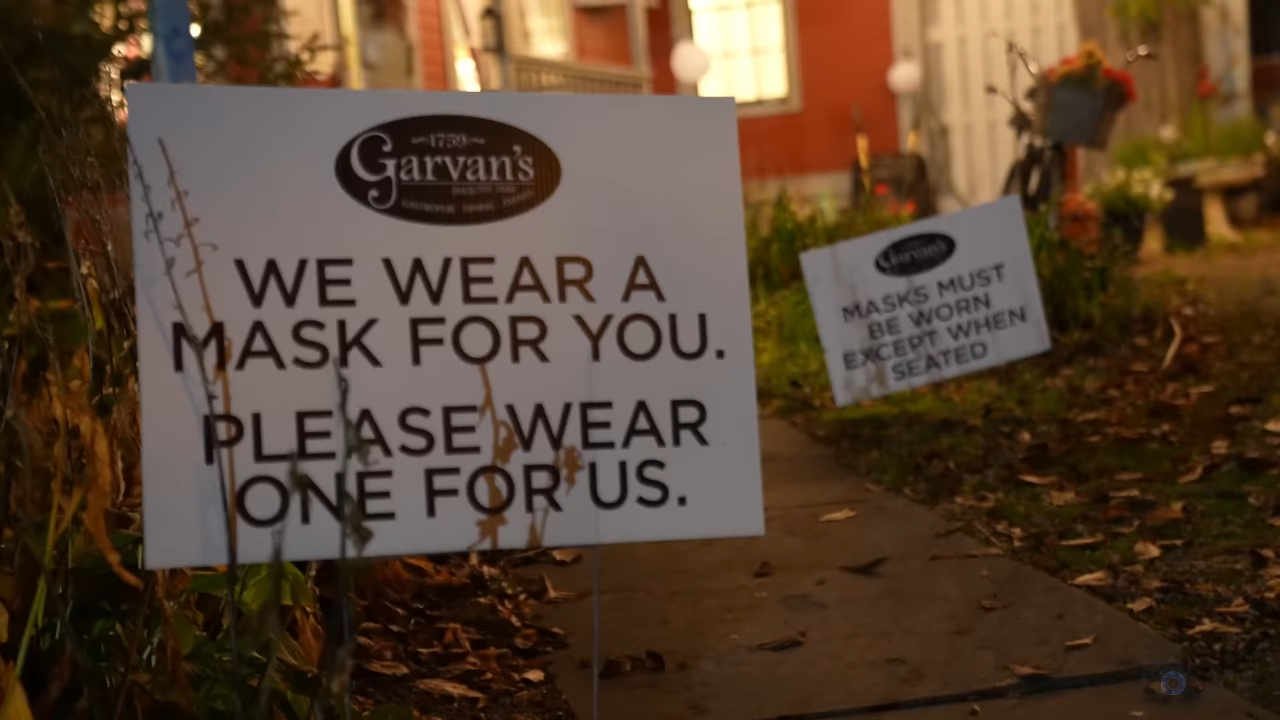 1759
Garvan's
WE WEAR A
MASK FOR YOU.
PLEASE WEAR
ONE FOR US.
Garvan's
MASKS MUST
BE WORN
EXCEPT WHEN
SEATED